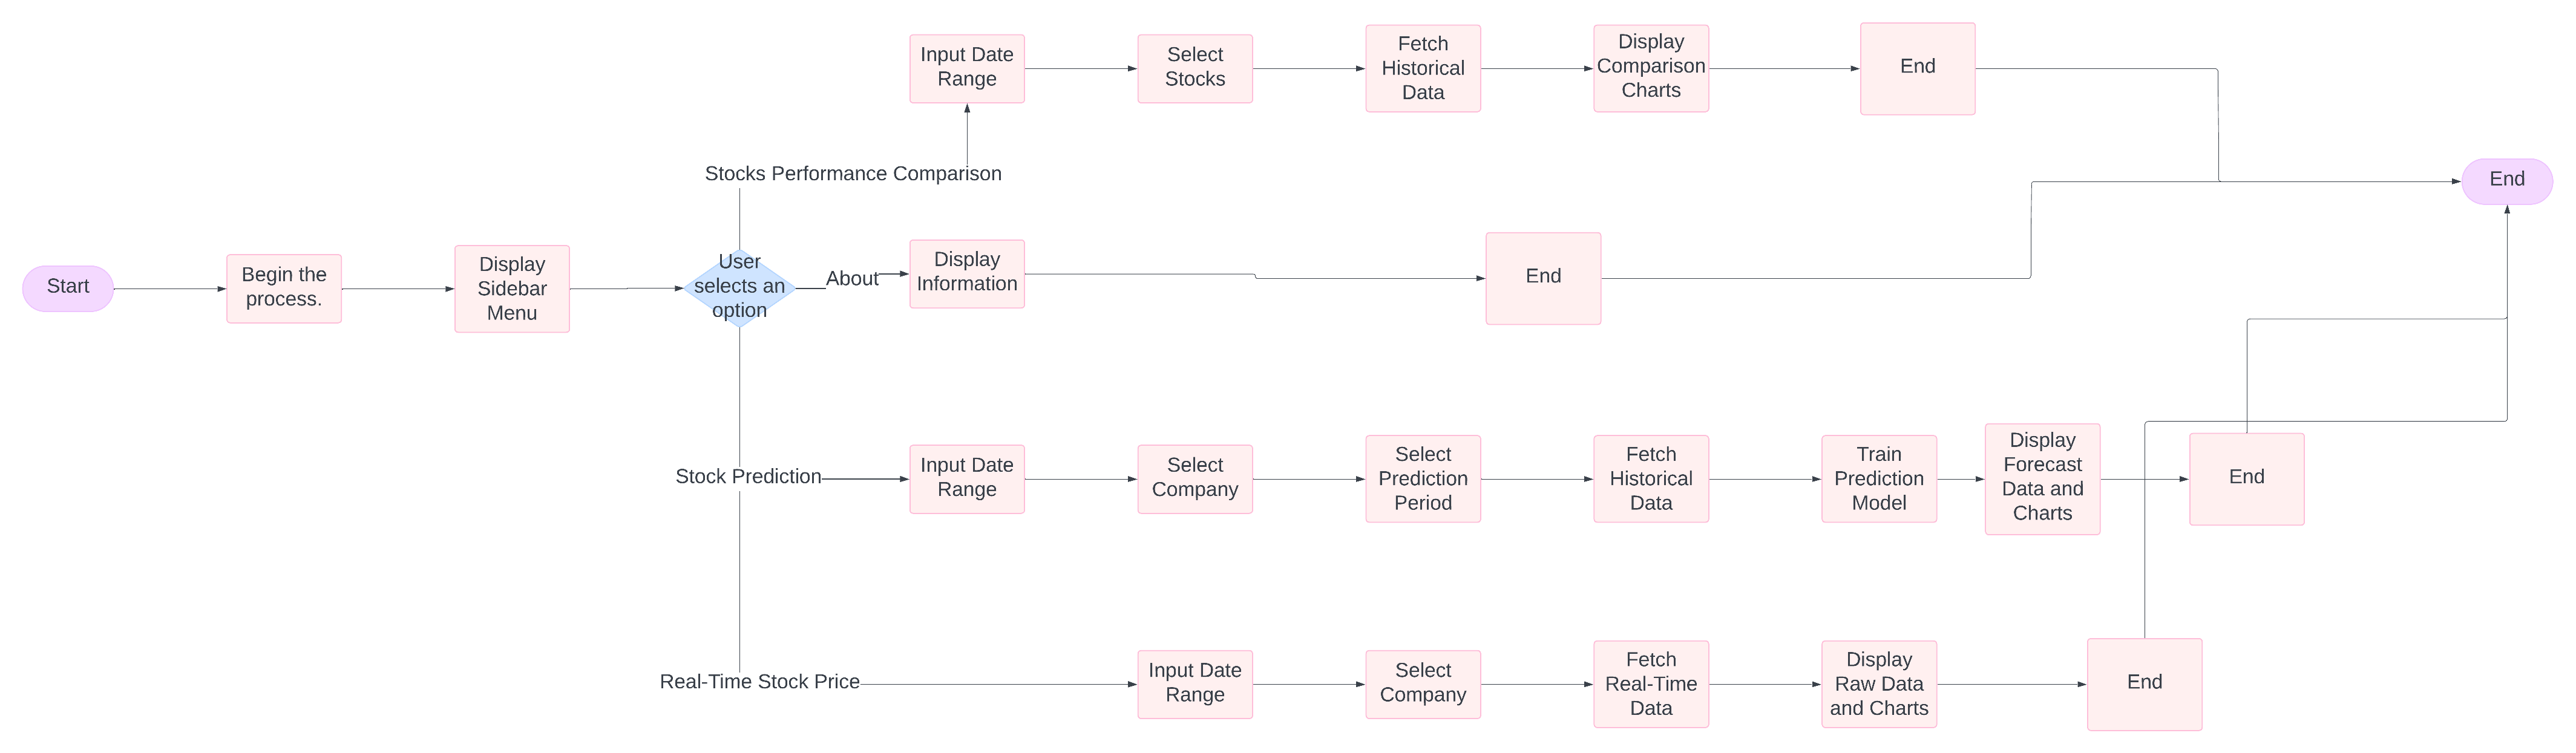 Input Date
Range
Select
Stocks
Fetch
Historical
Data
Display
Comparison
Charts
End
Stocks Performance Comparison
End
Start
Begin the
process.
Display
Sidebar
Menu
User
selects an
option
About
Display
Information
End
Stock Prediction
Input Date
Range
Select
Company
Select
Prediction
Period
Fetch
Historical
Data
Train
Prediction
Model
Display
Forecast
Data and
Charts
End
Real-Time Stock Price
Input Date
Range
Select
Company
Fetch
Real-Time
Data
Display
Raw Data
and Charts
End